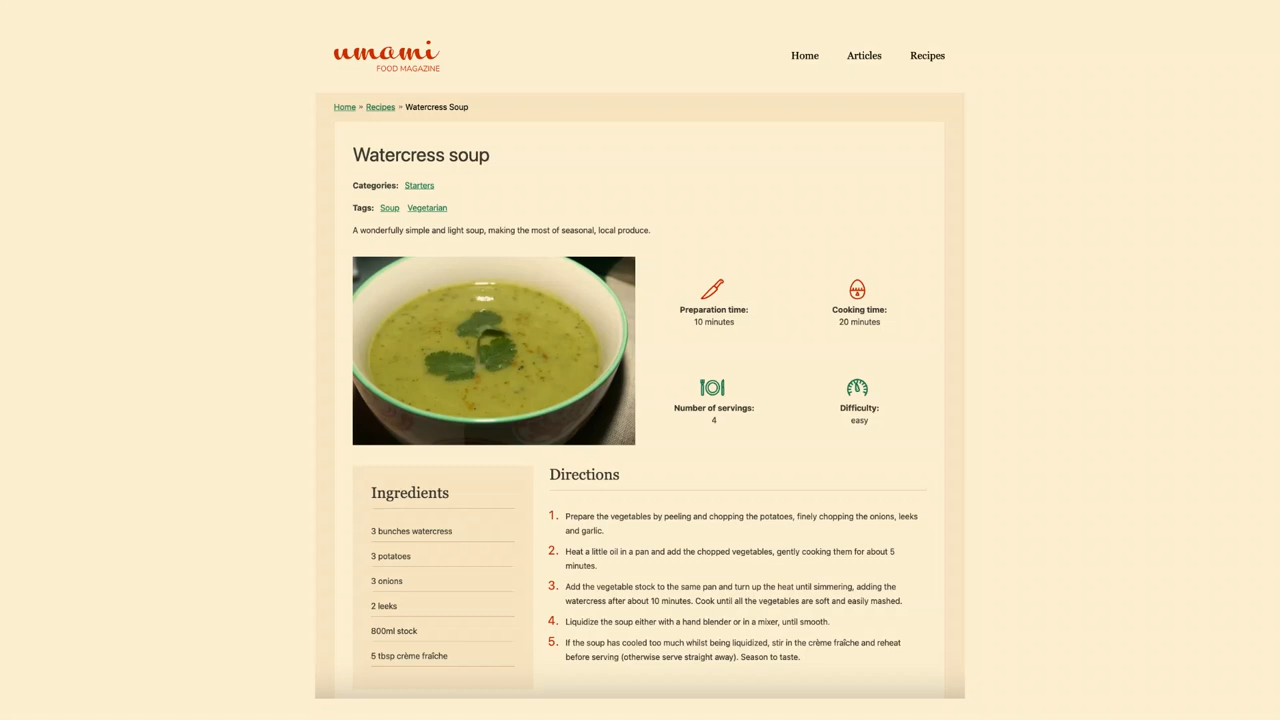 umami
FOOD MAGAZINE
Home Articles Recipes
Home » Recipes » Watercress Soup
Watercress soup
Categories: Starters
Tags: Soup Vegetarian
A wonderfully simple and light soup, making the most of seasonal, local produce.
Preparation time:
10 minutes
Cooking time:
20 minutes
Number of servings:
4
Difficulty:
easy
Ingredients
3 bunches watercress
3 potatoes
3 onions
2 leeks
800ml stock
5 tbsp crème fraîche
Directions
1. Prepare the vegetables by peeling and chopping the potatoes, finely chopping the onions, leeks
and garlic.
2. Heat a little oil in a pan and add the chopped vegetables, gently cooking them for about 5
minutes.
3. Add the vegetable stock to the same pan and turn up the heat until simmering, adding the
watercress after about 10 minutes. Cook until all the vegetables are soft and easily mashed.
4. Liquidize the soup either with a hand blender or in a mixer, until smooth.
5. If the soup has cooled too much whilst being liquidized, stir in the crème fraîche and reheat
before serving (otherwise serve straight away). Season to taste.